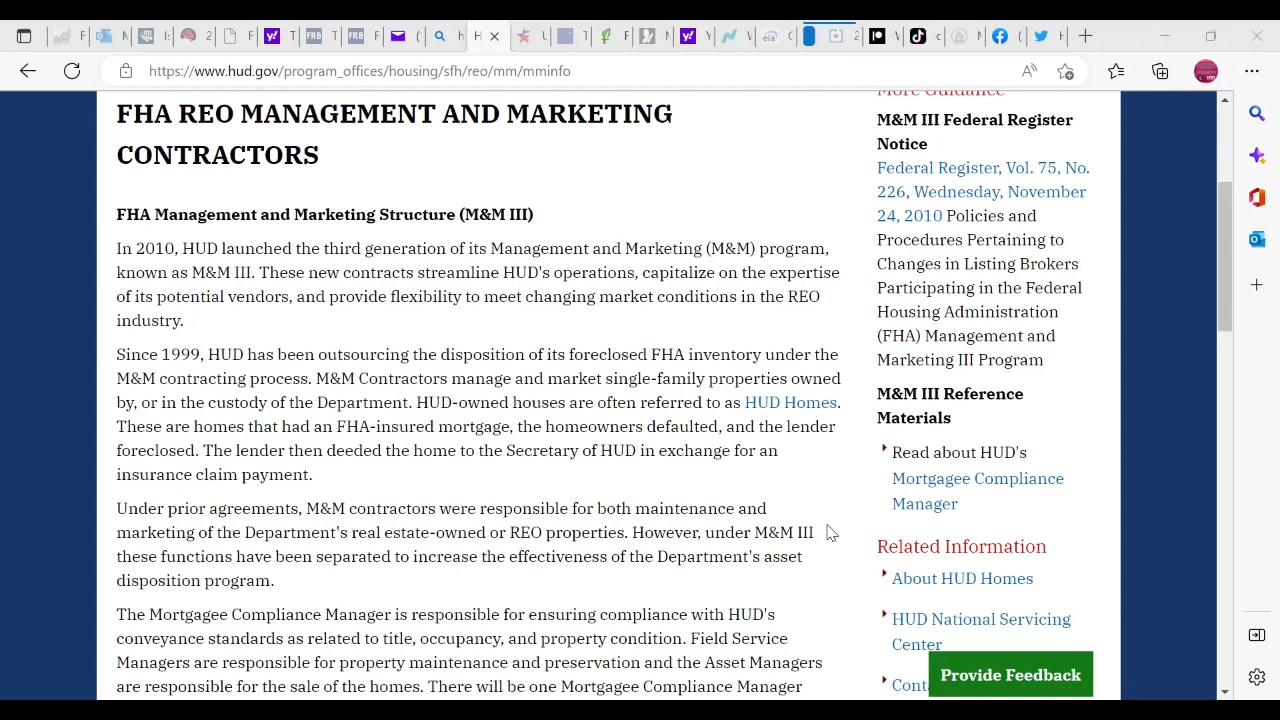 https://www.hud.gov/program_offices/housing/sfh/reo/mm/mminfo
FHA REO MANAGEMENT AND MARKETING
CONTRACTORS
FHA Management and Marketing Structure (M&M III)
In 2010, HUD launched the third generation of its Management and Marketing (M&M) program,
known as M&M III. These new contracts streamline HUD's operations, capitalize on the expertise
of its potential vendors, and provide flexibility to meet changing market conditions in the REO
industry.
Since 1999, HUD has been outsourcing the disposition of its foreclosed FHA inventory under the
M&M contracting process. M&M Contractors manage and market single-family properties owned
by, or in the custody of the Department. HUD-owned houses are often referred to as HUD Homes.
These are homes that had an FHA-insured mortgage, the homeowners defaulted, and the lender
foreclosed. The lender then deeded the home to the Secretary of HUD in exchange for an
insurance claim payment.
Under prior agreements, M&M contractors were responsible for both maintenance and
marketing of the Department's real estate-owned or REO properties. However, under M&M III
these functions have been separated to increase the effectiveness of the Department's asset
disposition program.
The Mortgagee Compliance Manager is responsible for ensuring compliance with HUD's
conveyance standards as related to title, occupancy, and property condition. Field Service
Managers are responsible for property maintenance and preservation and the Asset Managers
are responsible for the sale of the homes. There will be one Mortgagee Compliance Manager
More Guidance
M&M III Federal Register
Notice
Federal Register, Vol. 75, No.
226, Wednesday, November
24, 2010 Policies and
Procedures Pertaining to
Changes in Listing Brokers
Participating in the Federal
Housing Administration
(FHA) Management and
Marketing III Program
M&M III Reference
Materials
Read about HUD's
Mortgagee Compliance
Manager
Related Information
About HUD Homes
HUD National Servicing
Center
Provide Feedback